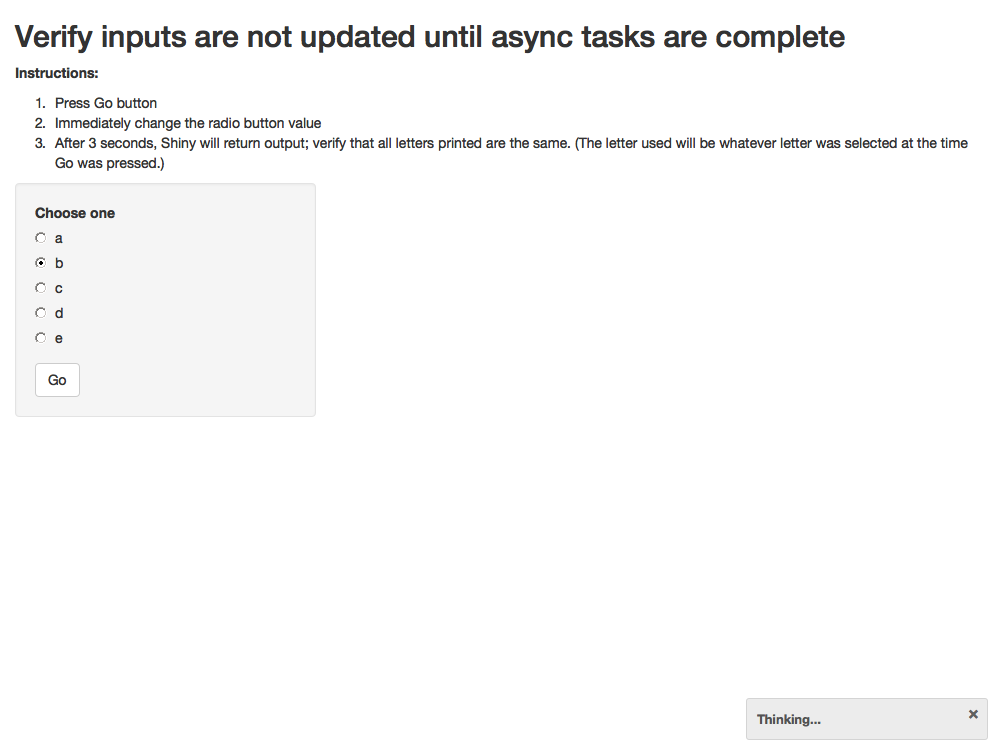 Verify inputs are not updated until async tasks are complete
Instructions:
1. Press Go button
2. Immediately change the radio button value
3. After 3 seconds, Shiny will return output; verify that all letters printed are the same. (The letter used will be whatever letter was selected at the time
Go was pressed.)
Choose one
a
b
c
d
e
Go
Thinking...
×